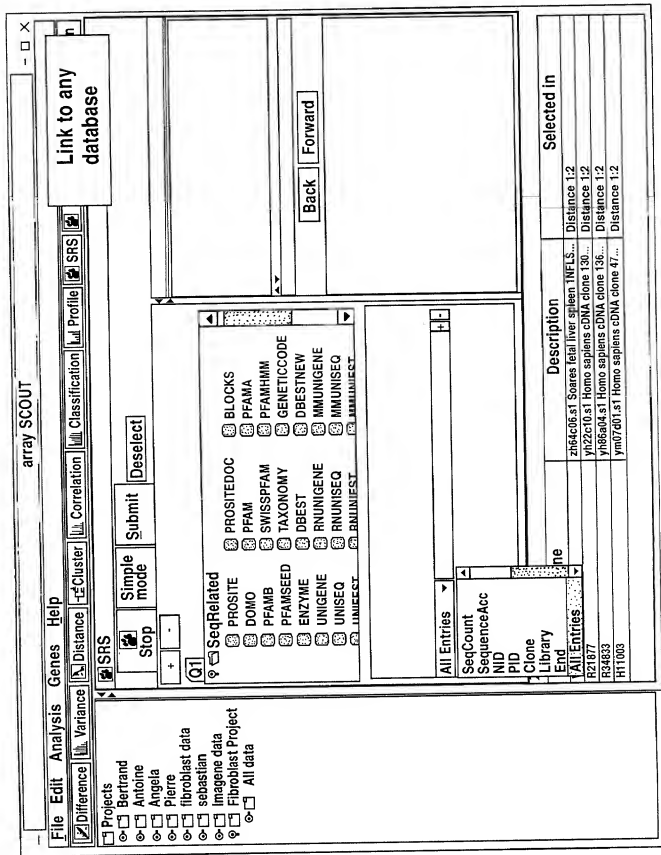 array SCOUT
File Edit Analysis Genes Help
Difference Variance Distance Cluster Correlation Classification Profile SRS
Link to any
database
Projects
Bertrand
Antoine
Angela
Pierre
fibroblast data
sebastian
Imagene data
Fibroblast Project
All data
SRS
Stop
Simple
mode
Submit
Deselect
+ -
Q1
SeqRelated
PROSITE PROSITEDOC BLOCKS
DOMO PFAM PFAMA
PFAMB SWISSPFAM PFAMHMM
PFAMSEED TAXONOMY GENETICCODE
ENZYME DBEST DBESTNEW
UNIGENE RNUNIGENE MMUNIGENE
UNISEQ RNUNISEQ MMUNISEQ
UNIEST RNUNIEST MMUNIEST
Back Forward
All Entries
+ -
SeqCount
SequenceAcc
NID
PID
Clone
Library
End
All Entries
ne
Description Selected in
zh64c06.s1 Soares fetal liver spleen 1NFLS... Distance 1:2
R21877 yh22c10.s1 Homo sapiens cDNA clone 130... Distance 1:2
R34833 yh86a04.s1 Homo sapiens cDNA clone 136... Distance 1:2
H11003 ym07d01.s1 Homo sapiens cDNA clone 47... Distance 1:2